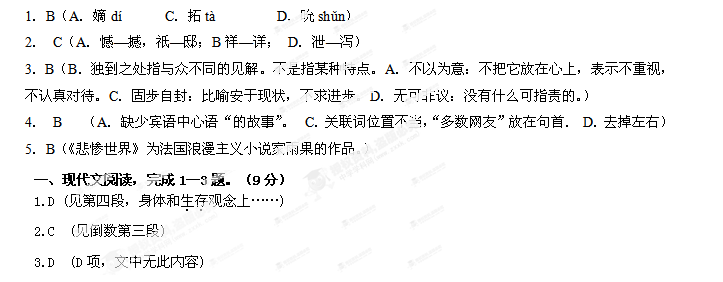 1. B（A．嫡 dí C. 拓 tà D. 吮 shǔn）
2. C（A．憾—撼，祇—邸；B 祥—详； D. 泄—泻）
3. B（B．独到之处指与众不同的见解。不是指某种特点。A．不以为意：不把它放在心上，表示不重视，
不认真对待。C．固步自封：比喻安于现状，不求进步。D．无可非议：没有什么可指责的。）
4. B （A．缺少宾语中心语“的故事”。 C. 关联词位置不当，“多数网友”放在句首． D. 去掉左右）
5. B（《悲惨世界》为法国浪漫主义小说家雨果的作品。）
一、现代文阅读，完成1—3题。（9分）
1.D（见第四段，身体和生存观念上……）
2.C （见倒数第三段）
3.D （D 项，文中无此内容）